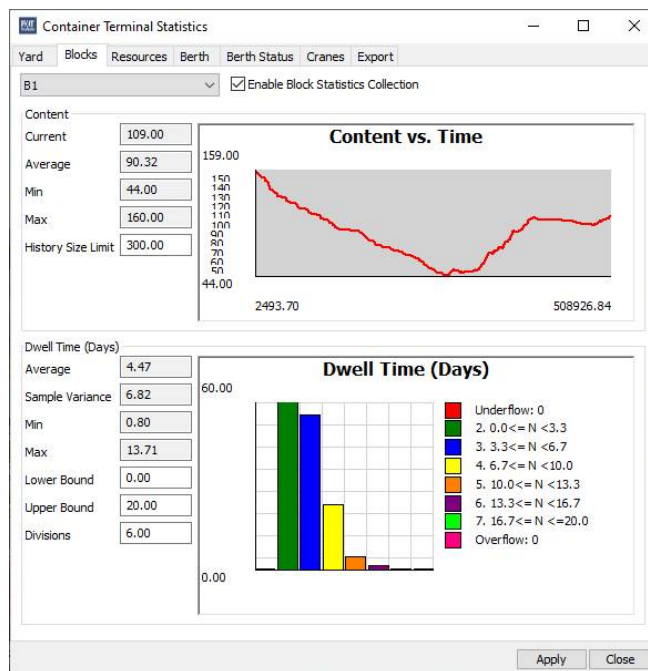 Container Terminal Statistics
Yard Blocks Resources Berth Berth Status Cranes Export
B1 Enable Block Statistics Collection
Content
Current 109.00
Average 90.32
Min 44.00
Max 160.00
History Size Limit 300.00
Content vs. Time
159.00
150
140
130
120
110
100
90
80
70
60
50
44.00
2493.70 508926.84
Dwell Time (Days)
Average 4.47
Sample Variance 6.82
Min 0.80
Max 13.71
Lower Bound 0.00
Upper Bound 20.00
Divisions 6.00
Dwell Time (Days)
60.00
0.00
Underflow: 0
2. 0.0<= N <3.3
3. 3.3<= N <6.7
4. 6.7<= N <10.0
5. 10.0<= N <13.3
6. 13.3<= N <16.7
7. 16.7<= N <=20.0
Overflow: 0
Apply Close